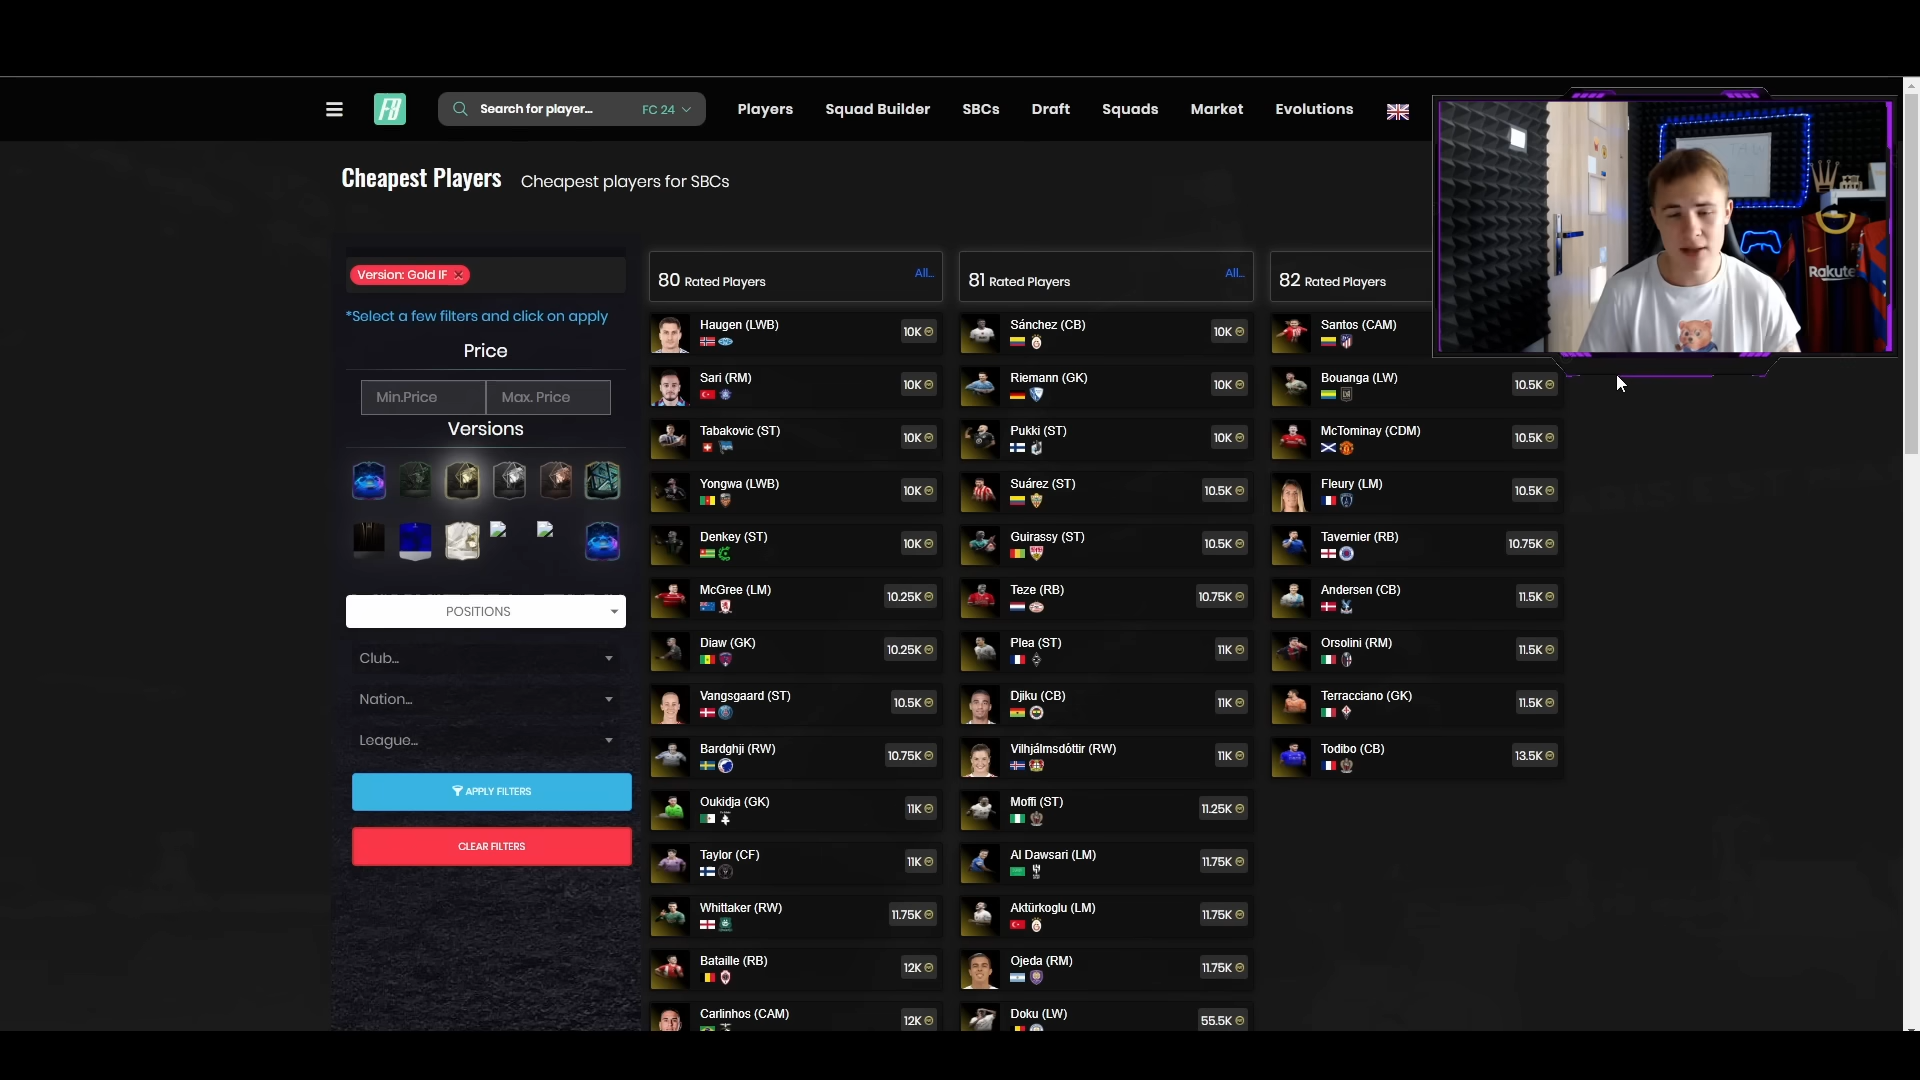 FB
Search for player...
FC 24
Players
Squad Builder
SBCs
Draft
Squads
Market
Evolutions
Cheapest Players
Cheapest players for SBCs
Version: Gold IF
*Select a few filters and click on apply
Price
Min.Price
Max. Price
Versions
POSITIONS
Club...
Nation...
League...
APPLY FILTERS
CLEAR FILTERS
80 Rated Players
All...
Haugen (LWB)
10K
Sari (RM)
10K
Tabakovic (ST)
10K
Yongwa (LWB)
10K
Denkey (ST)
10K
McGree (LM)
10.25K
Diaw (GK)
10.25K
Vangsgaard (ST)
10.5K
Bardghji (RW)
10.75K
Oukidja (GK)
11K
Taylor (CF)
11K
Whittaker (RW)
11.75K
Bataille (RB)
12K
Carlinhos (CAM)
12K
81 Rated Players
All...
Sánchez (CB)
10K
Riemann (GK)
10K
Pukki (ST)
10K
Suárez (ST)
10.5K
Guirassy (ST)
10.5K
Teze (RB)
10.75K
Plea (ST)
11K
Djiku (CB)
11K
Vilhjálmsdóttir (RW)
11K
Moffi (ST)
11.25K
Al Dawsari (LM)
11.75K
Aktürkoglu (LM)
11.75K
Ojeda (RM)
11.75K
Doku (LW)
55.5K
82 Rated Players
Santos (CAM)
Bouanga (LW)
10.5K
McTominay (CDM)
10.5K
Fleury (LM)
10.5K
Tavernier (RB)
10.75K
Andersen (CB)
11.5K
Orsolini (RM)
11.5K
Terracciano (GK)
11.5K
Todibo (CB)
13.5K
Rakute